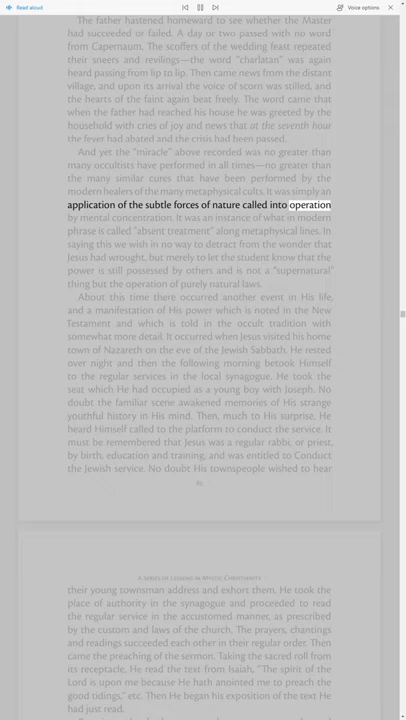 Read aloud
Voice options
The father hastened homeward to see whether the Master
had succeeded or failed. A day or two passed with no word
from Capernaum. The scoffers of the wedding feast repeated
their sneers and revilings—the word "charlatan" was again
heard passing from lip to lip. Then came news from the distant
village, and upon its arrival the voice of scorn was stilled, and
the hearts of the faint again beat freely. The word came that
when the father had reached his house he was greeted by the
household with cries of joy and news that at the seventh hour
the fever had abated and the crisis had been passed.
And yet the "miracle" above recorded was no greater than
many occultists have performed in all times—no greater than
the many similar cures that have been performed by the
modern healers of the many metaphysical cults. It was simply an
application of the subtle forces of nature called into operation
by mental concentration. It was an instance of what in modern
phrase is called "absent treatment" along metaphysical lines. In
saying this we wish in no way to detract from the wonder that
Jesus had wrought, but merely to let the student know that the
power is still possessed by others and is not a "supernatural"
thing but the operation of purely natural laws.
About this time there occurred another event in His life,
and a manifestation of His power which is noted in the New
Testament and which is told in the occult tradition with
somewhat more detail. It occurred when Jesus visited his home
town of Nazareth on the eve of the Jewish Sabbath. He rested
over night and then the following morning betook Himself
to the regular services in the local synagogue. He took the
seat which He had occupied as a young boy with Joseph. No
doubt the familiar scene awakened memories of His strange
youthful history in His mind. Then, much to His surprise, He
heard Himself called to the platform to conduct the service. It
must be remembered that Jesus was a regular rabbi, or priest,
by birth, education and training, and was entitled to Conduct
the Jewish service. No doubt His townspeople wished to hear
A Series of Lessons in Mystic Christianity
their young townsman address and exhort them. He took the
place of authority in the synagogue and proceeded to read
the regular service in the accustomed manner, as prescribed
by the custom and laws of the church. The prayers, chantings
and readings succeeded each other in their regular order. Then
came the preaching of the sermon. Taking the sacred roll from
its receptacle, He read the text from Isaiah, "The spirit of the
Lord is upon me because He hath anointed me to preach the
good tidings," etc. Then He began his exposition of the text He
had just read.